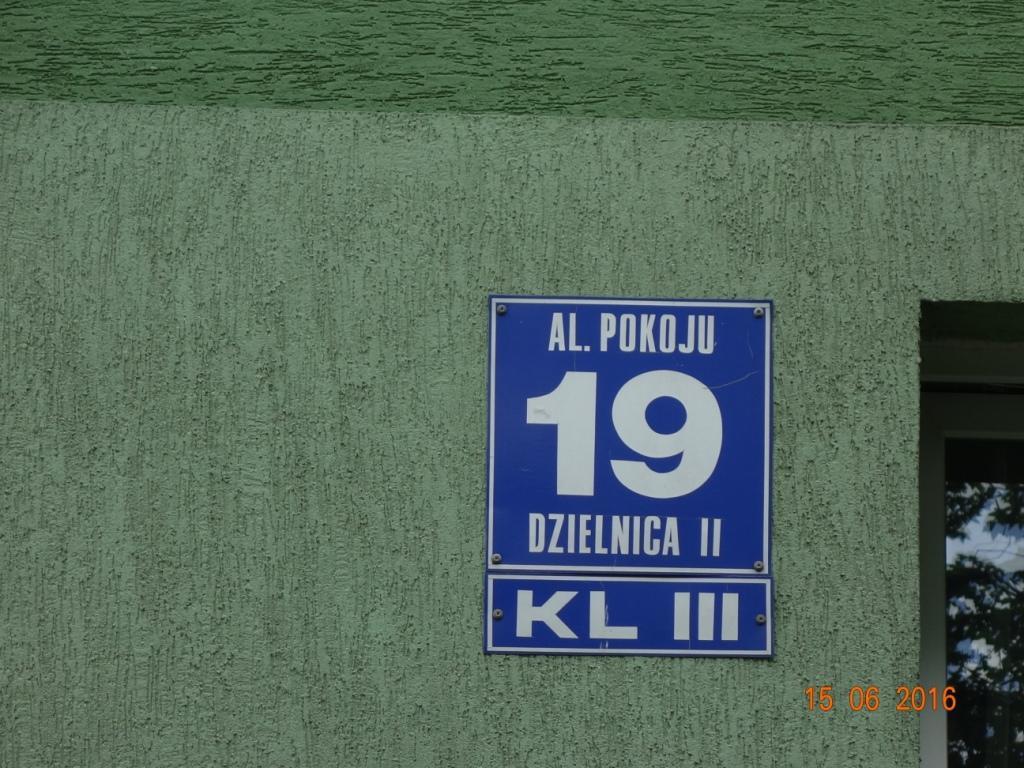 AL. POKOJU
19
DZIELNICA II
KL III
15 06 2016